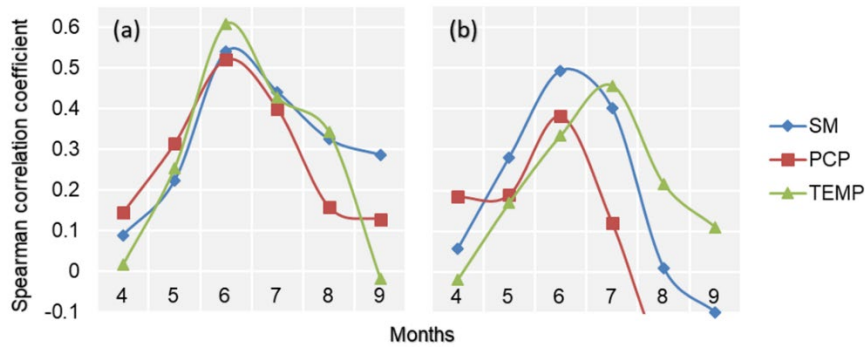 Spearman correlation coefficient
0.6
0.5
0.4
0.3
0.2
0.1
0
-0.1
(a)
4 5 6 7 8 9
(b)
4 5 6 7 8 9
Months
SM
PCP
TEMP